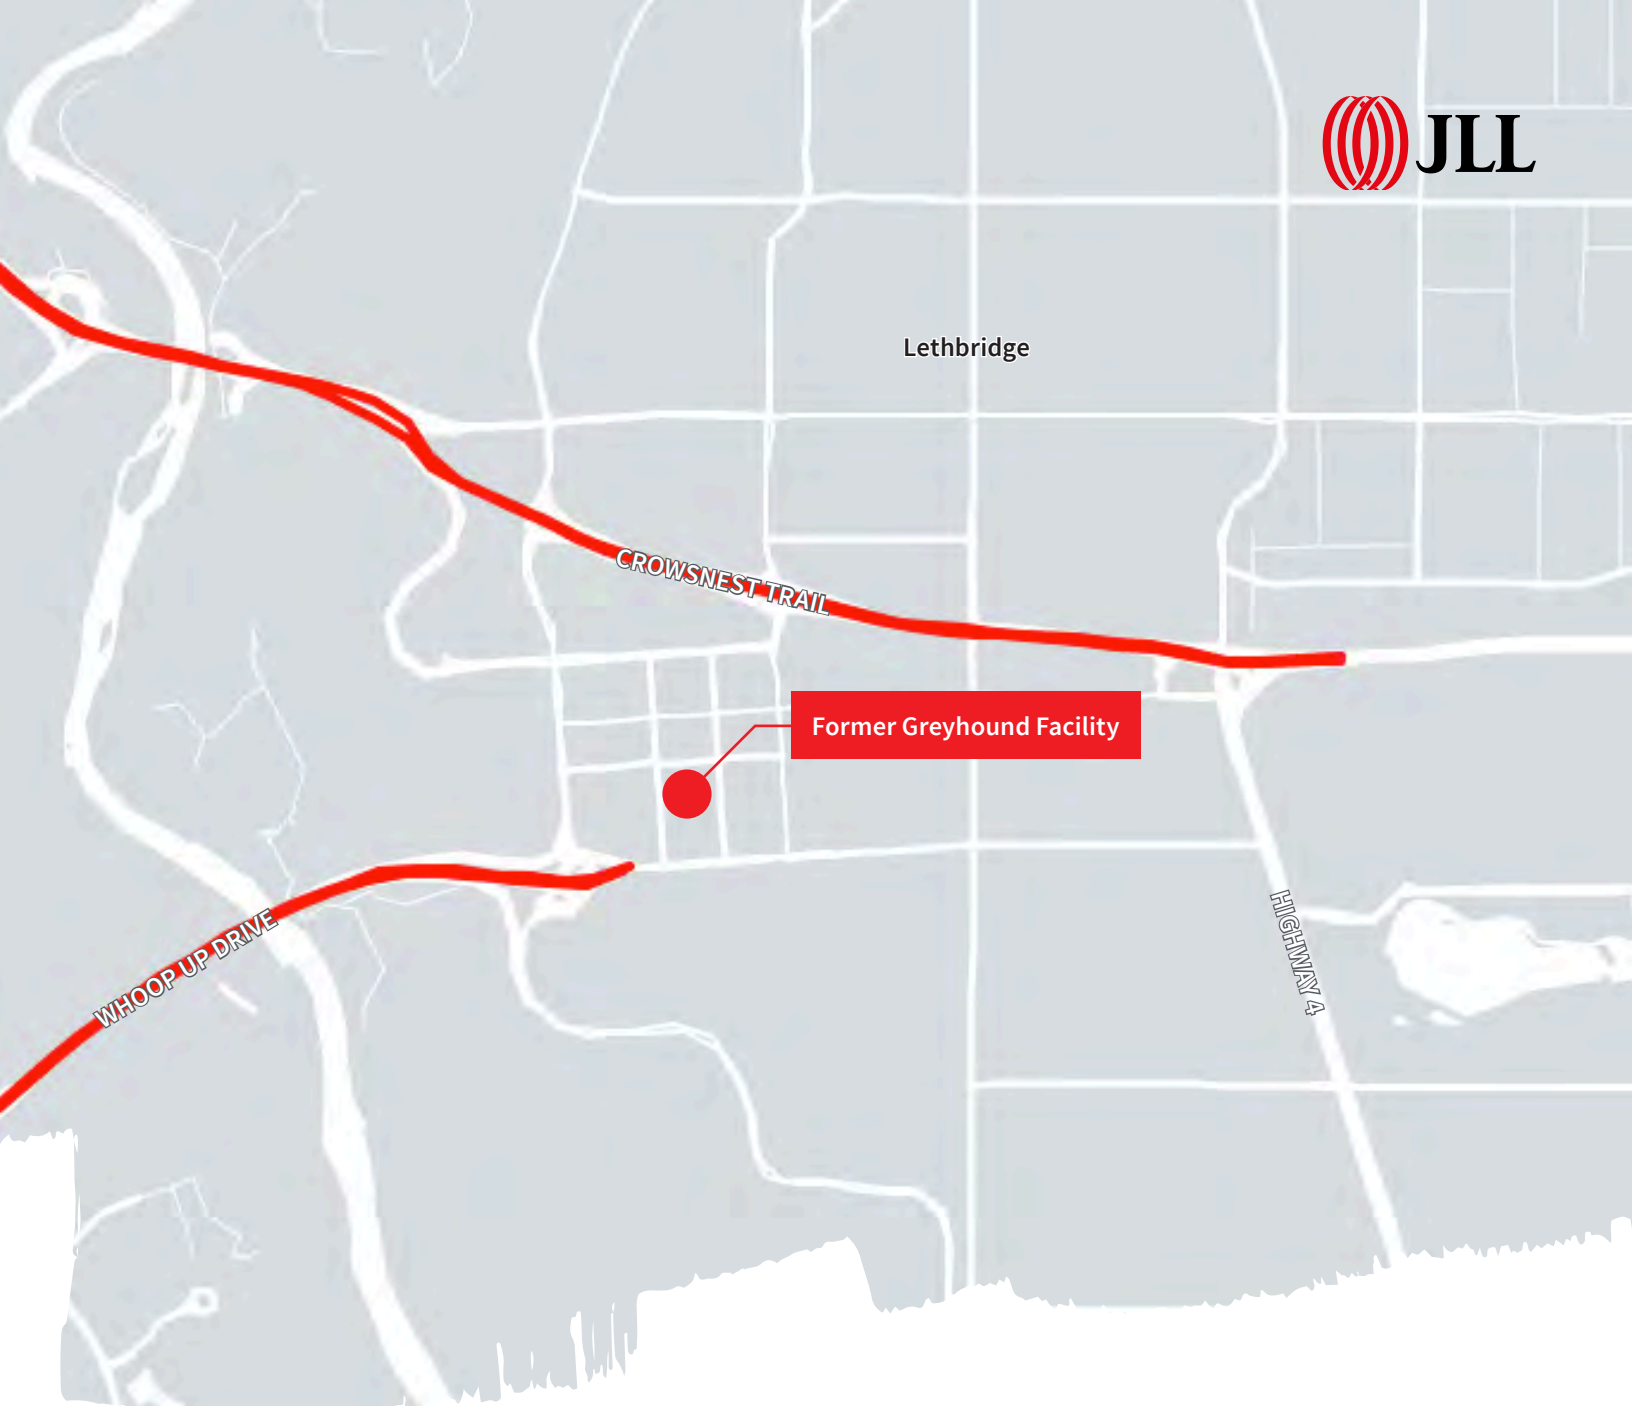 JLL
Lethbridge
CROWSNEST TRAIL
Former Greyhound Facility
WHOOP UP DRIVE
HIGHWAY 4